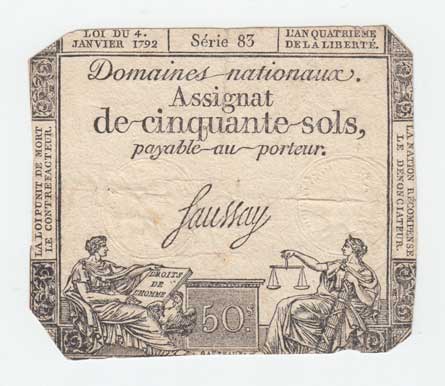 LOI DU 4.
JANVIER 1792
Série 83
L'AN QUATRIÈME
DE LA LIBERTÉ.
Domaines nationaux.
Assignat
de cinquante sols,
payable au porteur.
Saussay
LA LOI PUNIT DE MORT
LE CONTREFACTEUR.
LA NATION RÉCOMPENSE
LE DÉNONCIATEUR.
DROITS
DE
L'HOMME
50.s